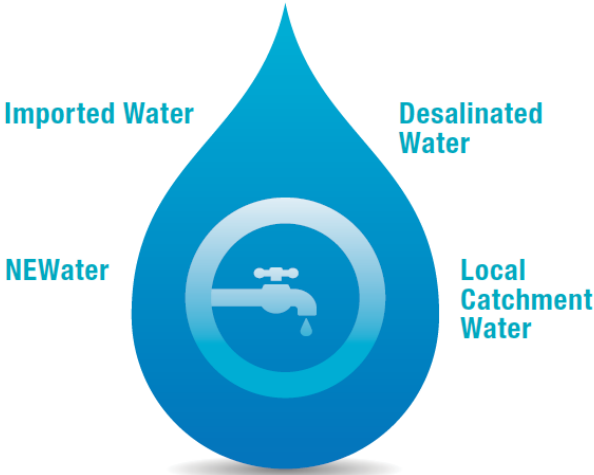 Imported Water
Desalinated
Water
NEWater
Local
Catchment
Water